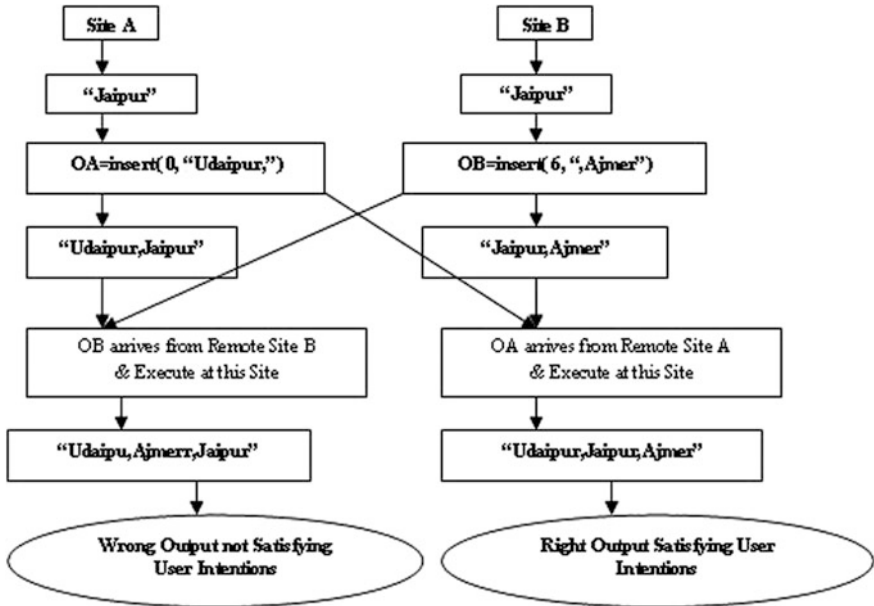 Site A
Site B
“Jaipur”
“Jaipur”
OA=insert( 0, “Udaipur,”)
OB=insert( 6, “,Ajmer”)
“Udaipur,Jaipur”
“Jaipur,Ajmer”
OB arrives from Remote Site B
& Execute at this Site
OA arrives from Remote Site A
& Execute at this Site
“Udaipu,Ajmerr,Jaipur”
“Udaipur,Jaipur,Ajmer”
Wrong Output not Satisfying
User Intentions
Right Output Satisfying User
Intentions